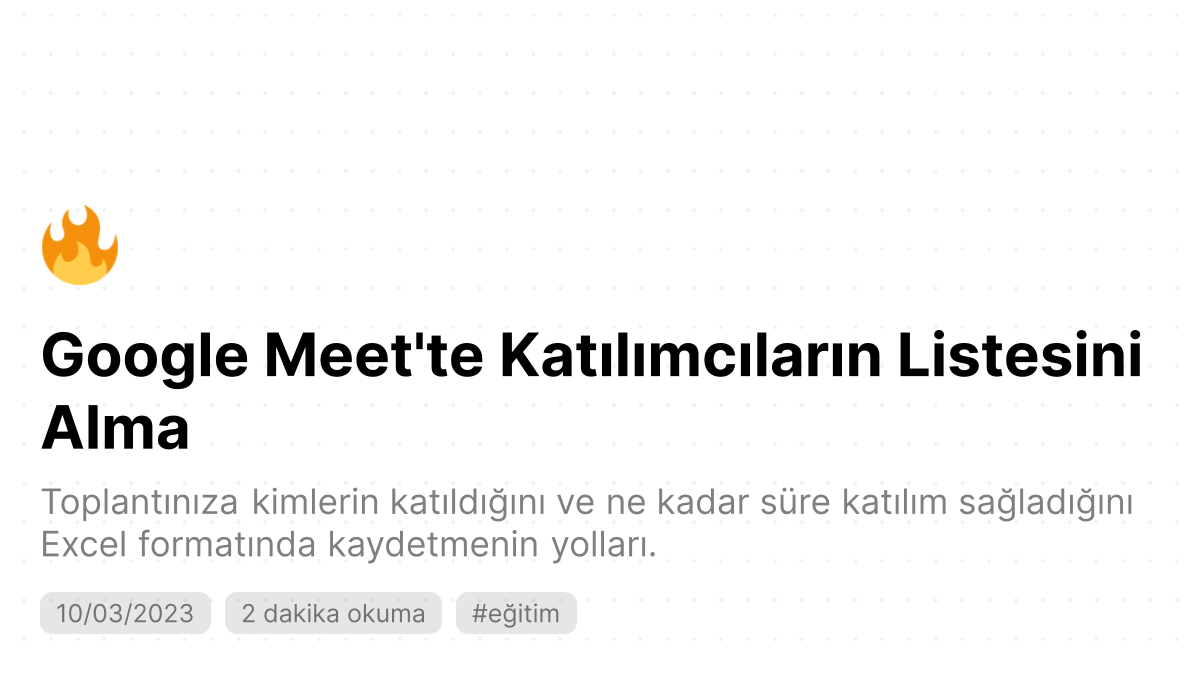 Google Meet'te Katılımcıların Listesini
Alma
Toplantınıza kimlerin katıldığını ve ne kadar süre katılım sağladığını
Excel formatında kaydetmenin yolları.
10/03/2023 2 dakika okuma #eğitim